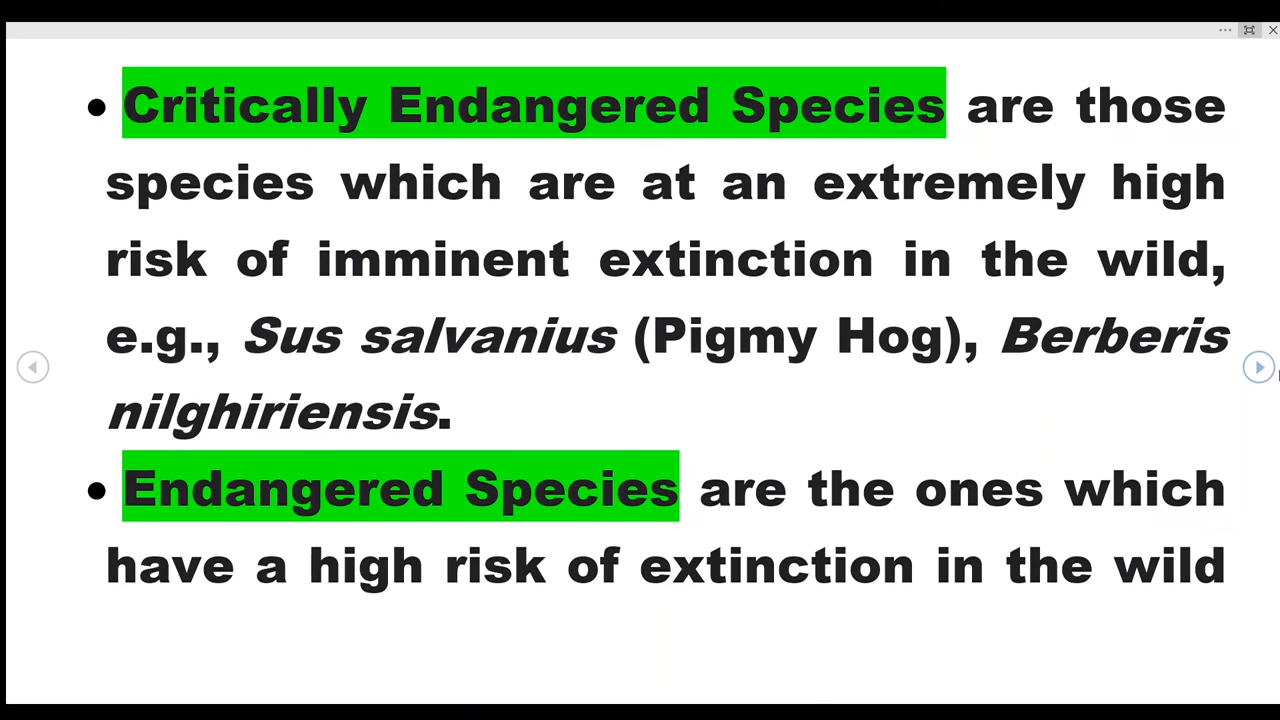 • Critically Endangered Species are those
species which are at an extremely high
risk of imminent extinction in the wild,
e.g., Sus salvanius (Pigmy Hog), Berberis
nilghiriensis.
• Endangered Species are the ones which
have a high risk of extinction in the wild